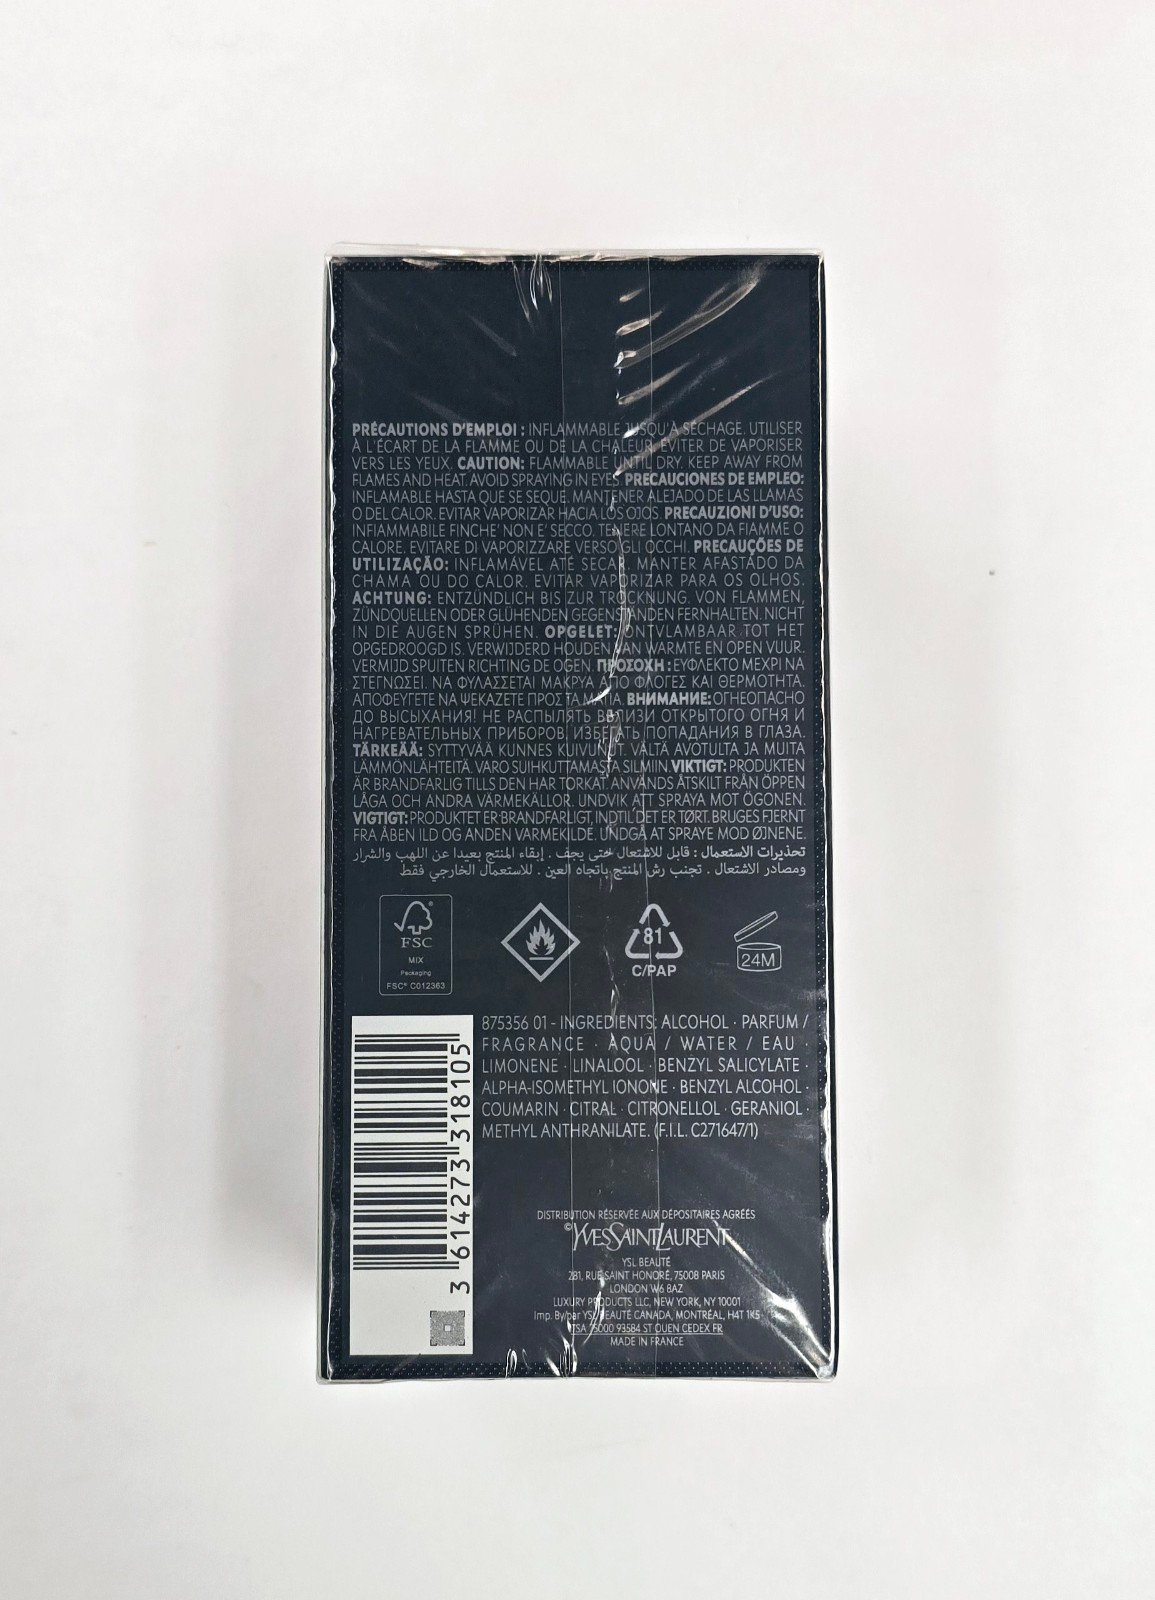 PRÉCAUTIONS D'EMPLOI : INFLAMMABLE JUSQU'À SÉCHAGE. UTILISER
À L'ÉCART DE LA FLAMME OU DE LA CHALEUR. EVITER DE VAPORISER
VERS LES YEUX. CAUTION: FLAMMABLE UNTIL DRY. KEEP AWAY FROM
FLAMES AND HEAT. AVOID SPRAYING IN EYES. PRECAUCIONES DE EMPLEO:
INFLAMABLE HASTA QUE SE SEQUE. MANTENER ALEJADO DE LAS LLAMAS
O DEL CALOR. EVITAR VAPORIZAR HACIA LOS OJOS. PRECAUZIONI D'USO:
INFIAMMABILE FINCHE' NON E' SECCO. TENERE LONTANO DA FIAMME O
CALORE. EVITARE DI VAPORIZZARE VERSO GLI OCCHI. PRECAUÇÕES DE
UTILIZAÇÃO: INFLAMÁVEL ATÉ SECAR. MANTER AFASTADO DA
CHAMA OU DO CALOR. EVITAR VAPORIZAR PARA OS OLHOS.
ACHTUNG: ENTZÜNDLICH BIS ZUR TROCKNUNG. VON FLAMMEN,
ZÜNDQUELLEN ODER GLÜHENDEN GEGENSTÄNDEN FERNHALTEN. NICHT
IN DIE AUGEN SPRÜHEN. OPGELET: ONTVLAMBAAR TOT HET
OPGEDROOGD IS. VERWIJDERD HOUDEN VAN WARMTE EN OPEN VUUR.
VERMIJD SPUITEN RICHTING DE OGEN. ΠΡΟΣΟΧΗ : ΕΥΦΛΕΚΤΟ ΜΕΧΡΙ ΝΑ
ΣΤΕΓΝΩΣΕΙ. ΝΑ ΦΥΛΑΣΣΕΤΑΙ ΜΑΚΡΥΑ ΑΠΟ ΦΛΟΓΕΣ ΚΑΙ ΘΕΡΜΟΤΗΤΑ.
ΑΠΟΦΕΥΓΕΤΕ ΝΑ ΨΕΚΑΖΕΤΕ ΠΡΟΣ ΤΑ ΜΑΤΙΑ. ВНИМАНИЕ: ОГНЕОПАСНО
ДО ВЫСЫХАНИЯ! НЕ РАСПЫЛЯТЬ ВБЛИЗИ ОТКРЫТОГО ОГНЯ И
НАГРЕВАТЕЛЬНЫХ ПРИБОРОВ. ИЗБЕГАТЬ ПОПАДАНИЯ В ГЛАЗА.
TÄRKEÄÄ: SYTTYVÄÄ KUNNES KUIVUNUT. VÄLTÄ AVOTULTA JA MUITA
LÄMMÖNLÄHTEITÄ. VARO SUIHKUTTAMASTA SILMIIN. VIKTIGT: PRODUKTEN
ÄR BRANDFARLIG TILLS DEN HAR TORKAT. ANVÄNDS ÅTSKILT FRÅN ÖPPEN
LÅGA OCH ANDRA VÄRMEKÄLLOR. UNDVIK ATT SPRAYA MOT ÖGONEN.
VIGTIGT: PRODUKTET ER BRANDFARLIGT, INDTIL DET ER TØRT. BRUGES FJERNT
FRA ÅBEN ILD OG ANDEN VARMEKILDE. UNDGÅ AT SPRAYE MOD ØJNENE.
تحذيرات الاستعمال : قابل للاشتعال حتى يجف . إبقاء المنتج بعيدا عن اللهب والشرار
ومصادر الاشتعال . تجنب رش المنتج باتجاه العين . للاستعمال الخارجي فقط
FSC
MIX
Packaging
FSC® C012363
81
C/PAP
24M
3 614273 318105
875356 01 - INGREDIENTS: ALCOHOL · PARFUM /
FRAGRANCE · AQUA / WATER / EAU ·
LIMONENE · LINALOOL · BENZYL SALICYLATE ·
ALPHA-ISOMETHYL IONONE · BENZYL ALCOHOL ·
COUMARIN · CITRAL · CITRONELLOL · GERANIOL ·
METHYL ANTHRANILATE. (F.I.L. C271647/1)
DISTRIBUTION RÉSERVÉE AUX DÉPOSITAIRES AGRÉÉS
© YVESSAINTLAURENT
YSL BEAUTÉ
281, RUE SAINT HONORÉ, 75008 PARIS
LONDON W6 8AZ
LUXURY PRODUCTS LLC, NEW YORK, NY 10001
Imp. By/par YSL BEAUTÉ CANADA, MONTRÉAL, H4T 1K5
TSA 75000 93584 ST OUEN CEDEX FR
MADE IN FRANCE